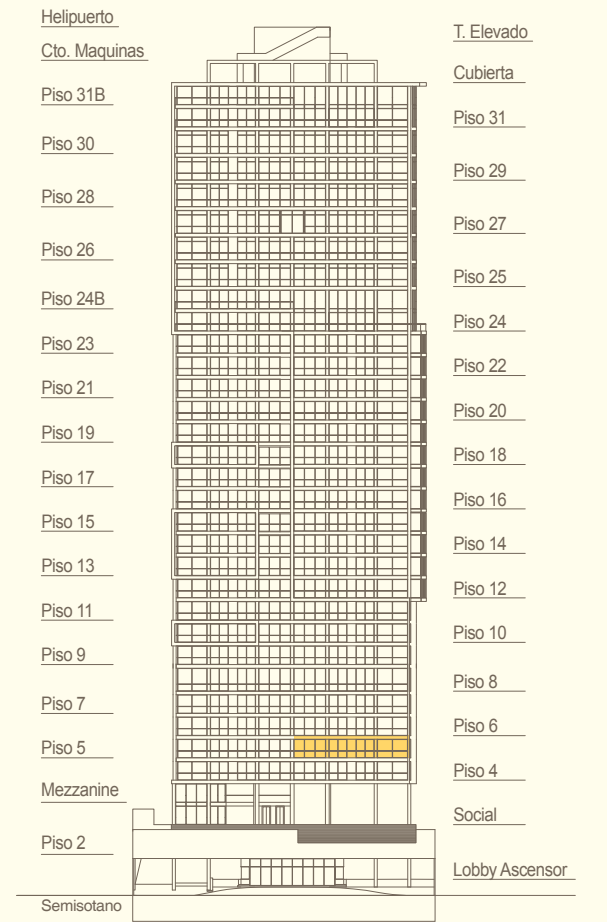 Helipuerto
T. Elevado
Cto. Maquinas
Cubierta
Piso 31B
Piso 31
Piso 30
Piso 29
Piso 28
Piso 27
Piso 26
Piso 25
Piso 24B
Piso 24
Piso 23
Piso 22
Piso 21
Piso 20
Piso 19
Piso 18
Piso 17
Piso 16
Piso 15
Piso 14
Piso 13
Piso 12
Piso 11
Piso 10
Piso 9
Piso 8
Piso 7
Piso 6
Piso 5
Piso 4
Mezzanine
Social
Piso 2
Lobby Ascensor
Semisotano